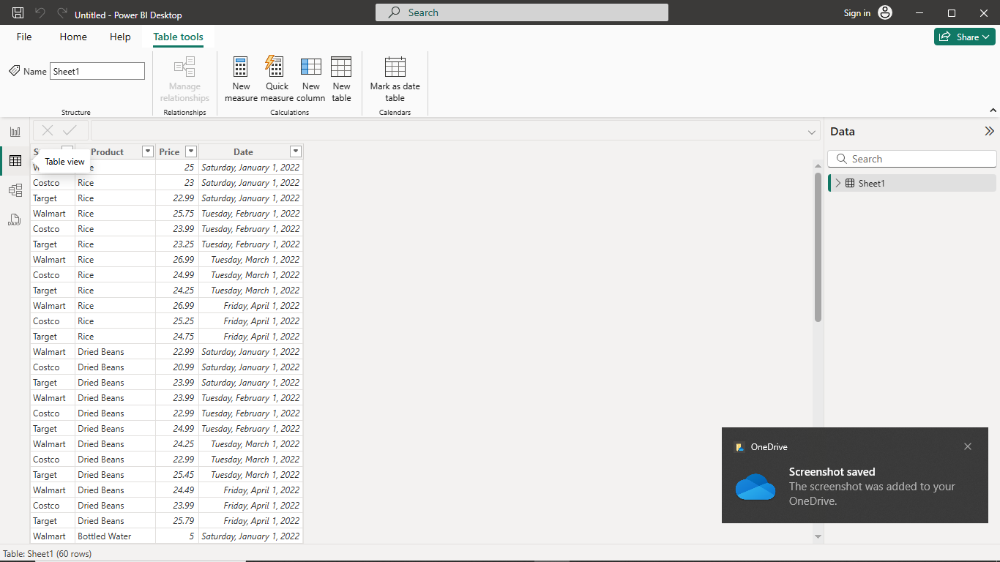 Untitled - Power BI Desktop
Search
Sign in
File Home Help Table tools
Share
Name Sheet1
Manage relationships
New measure
Quick measure
New column
New table
Mark as date table
Structure
Relationships
Calculations
Calendars
Data
Search
Sheet1
Table view
Product Price Date
25 Saturday, January 1, 2022
Costco Rice 23 Saturday, January 1, 2022
Target Rice 22.99 Saturday, January 1, 2022
Walmart Rice 25.75 Tuesday, February 1, 2022
Costco Rice 23.99 Tuesday, February 1, 2022
Target Rice 23.25 Tuesday, February 1, 2022
Walmart Rice 26.99 Tuesday, March 1, 2022
Costco Rice 24.99 Tuesday, March 1, 2022
Target Rice 24.25 Tuesday, March 1, 2022
Walmart Rice 26.99 Friday, April 1, 2022
Costco Rice 25.25 Friday, April 1, 2022
Target Rice 24.75 Friday, April 1, 2022
Walmart Dried Beans 22.99 Saturday, January 1, 2022
Costco Dried Beans 20.99 Saturday, January 1, 2022
Target Dried Beans 23.99 Saturday, January 1, 2022
Walmart Dried Beans 23.99 Tuesday, February 1, 2022
Costco Dried Beans 22.99 Tuesday, February 1, 2022
Target Dried Beans 24.99 Tuesday, February 1, 2022
Walmart Dried Beans 24.25 Tuesday, March 1, 2022
Costco Dried Beans 22.99 Tuesday, March 1, 2022
Target Dried Beans 25.45 Tuesday, March 1, 2022
Walmart Dried Beans 24.49 Friday, April 1, 2022
Costco Dried Beans 23.99 Friday, April 1, 2022
Target Dried Beans 25.79 Friday, April 1, 2022
Walmart Bottled Water 5 Saturday, January 1, 2022
OneDrive
Screenshot saved
The screenshot was added to your
OneDrive.
Table: Sheet1 (60 rows)